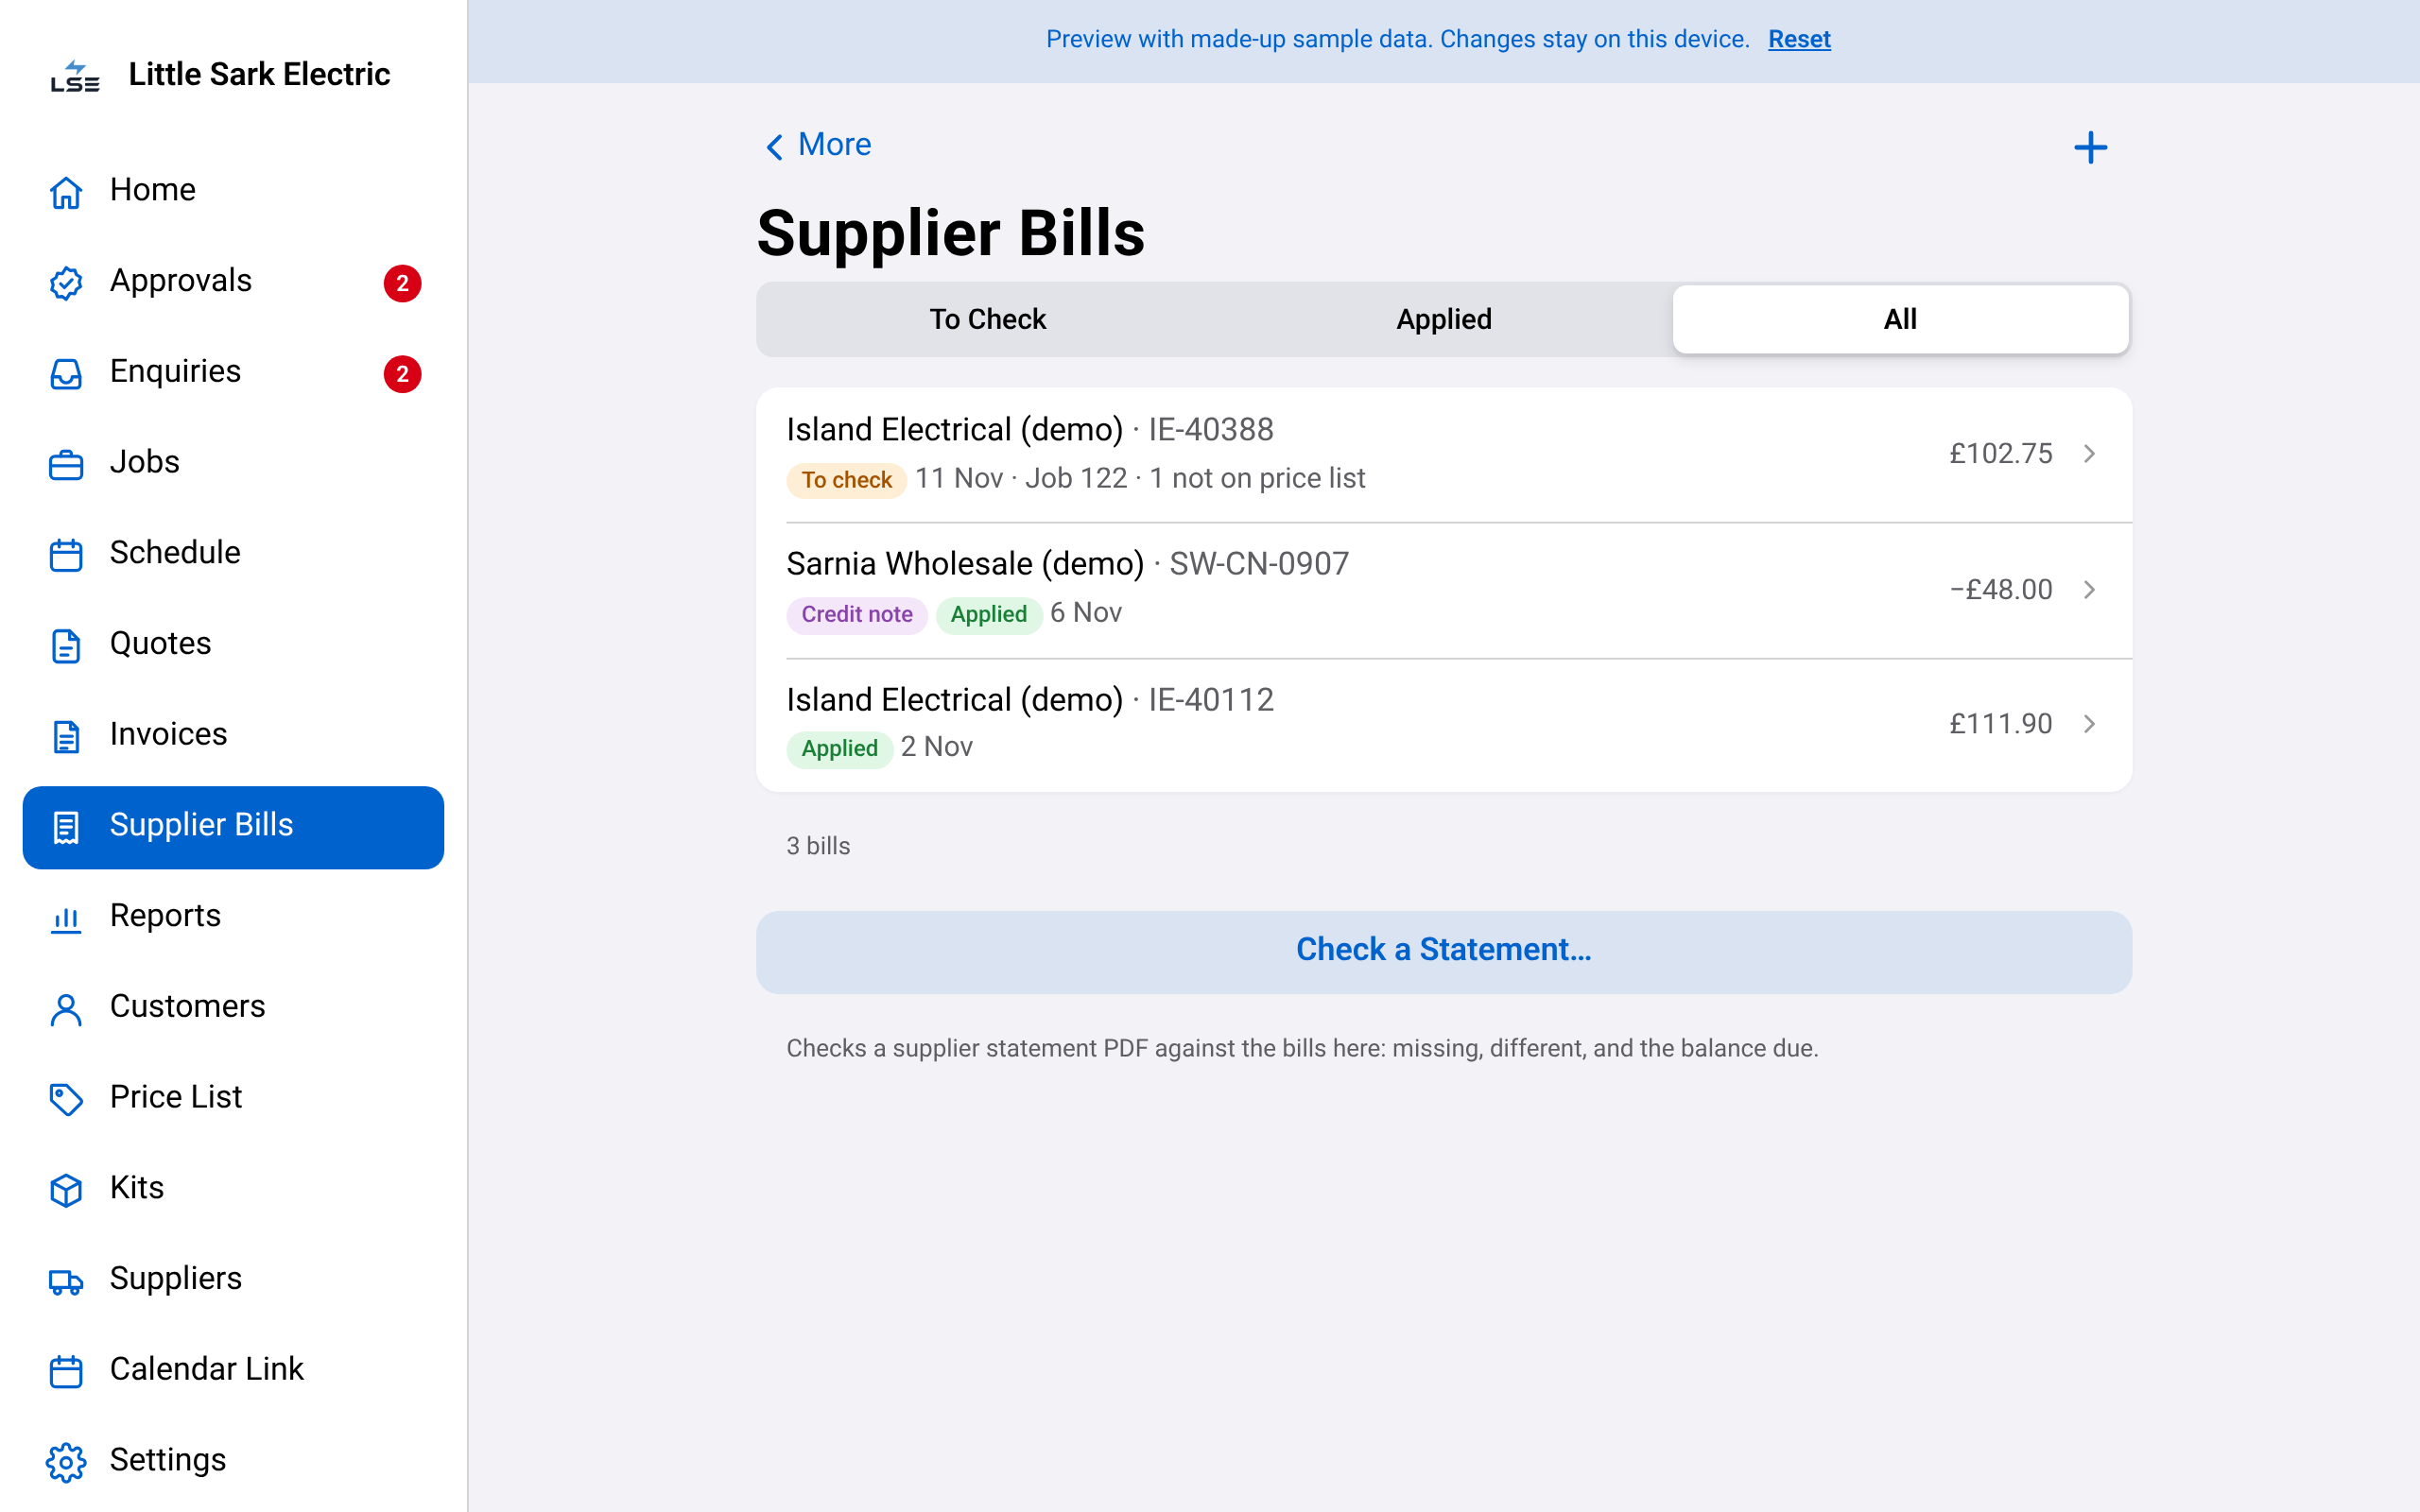 LSE Little Sark Electric
Home
Approvals 2
Enquiries 2
Jobs
Schedule
Quotes
Invoices
Supplier Bills
Reports
Customers
Price List
Kits
Suppliers
Calendar Link
Settings
Preview with made-up sample data. Changes stay on this device. Reset
More
Supplier Bills
To Check Applied All
Island Electrical (demo) · IE-40388
£102.75
To check 11 Nov · Job 122 · 1 not on price list
Sarnia Wholesale (demo) · SW-CN-0907
−£48.00
Credit note Applied 6 Nov
Island Electrical (demo) · IE-40112
£111.90
Applied 2 Nov
3 bills
Check a Statement...
Checks a supplier statement PDF against the bills here: missing, different, and the balance due.